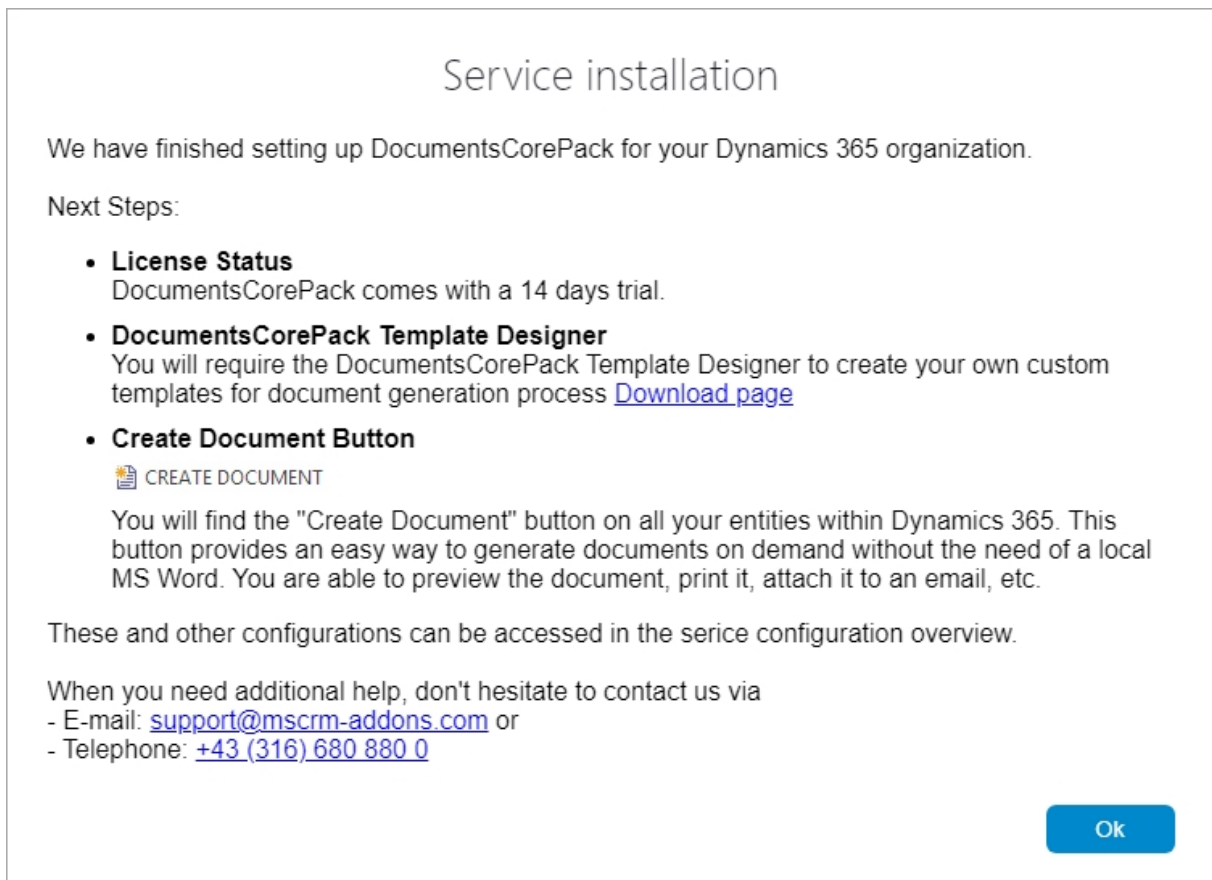 Service installation
We have finished setting up DocumentsCorePack for your Dynamics 365 organization.
Next Steps:
• License Status
DocumentsCorePack comes with a 14 days trial.
• DocumentsCorePack Template Designer
You will require the DocumentsCorePack Template Designer to create your own custom
templates for document generation process Download page
• Create Document Button
CREATE DOCUMENT
You will find the "Create Document" button on all your entities within Dynamics 365. This
button provides an easy way to generate documents on demand without the need of a local
MS Word. You are able to preview the document, print it, attach it to an email, etc.
These and other configurations can be accessed in the serice configuration overview.
When you need additional help, don't hesitate to contact us via
- E-mail: support@mscrm-addons.com or
- Telephone: +43 (316) 680 880 0
Ok